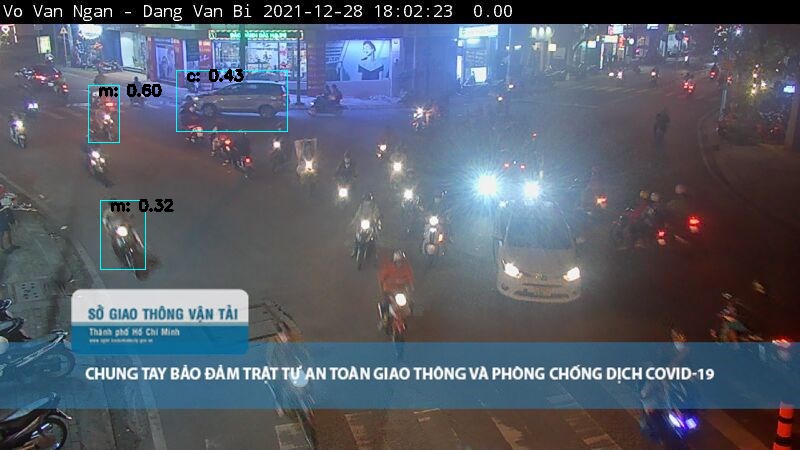 Vo Van Ngan - Dang Van Bi 2021-12-28 18:02:23 0.00
c: 0.43
m: 0.60
m: 0.32
SỞ GIAO THÔNG VẬN TẢI
Thành phố Hồ Chí Minh
CHUNG TAY BẢO ĐẢM TRẬT TỰ AN TOÀN GIAO THÔNG VÀ PHÒNG CHỐNG DỊCH COVID-19